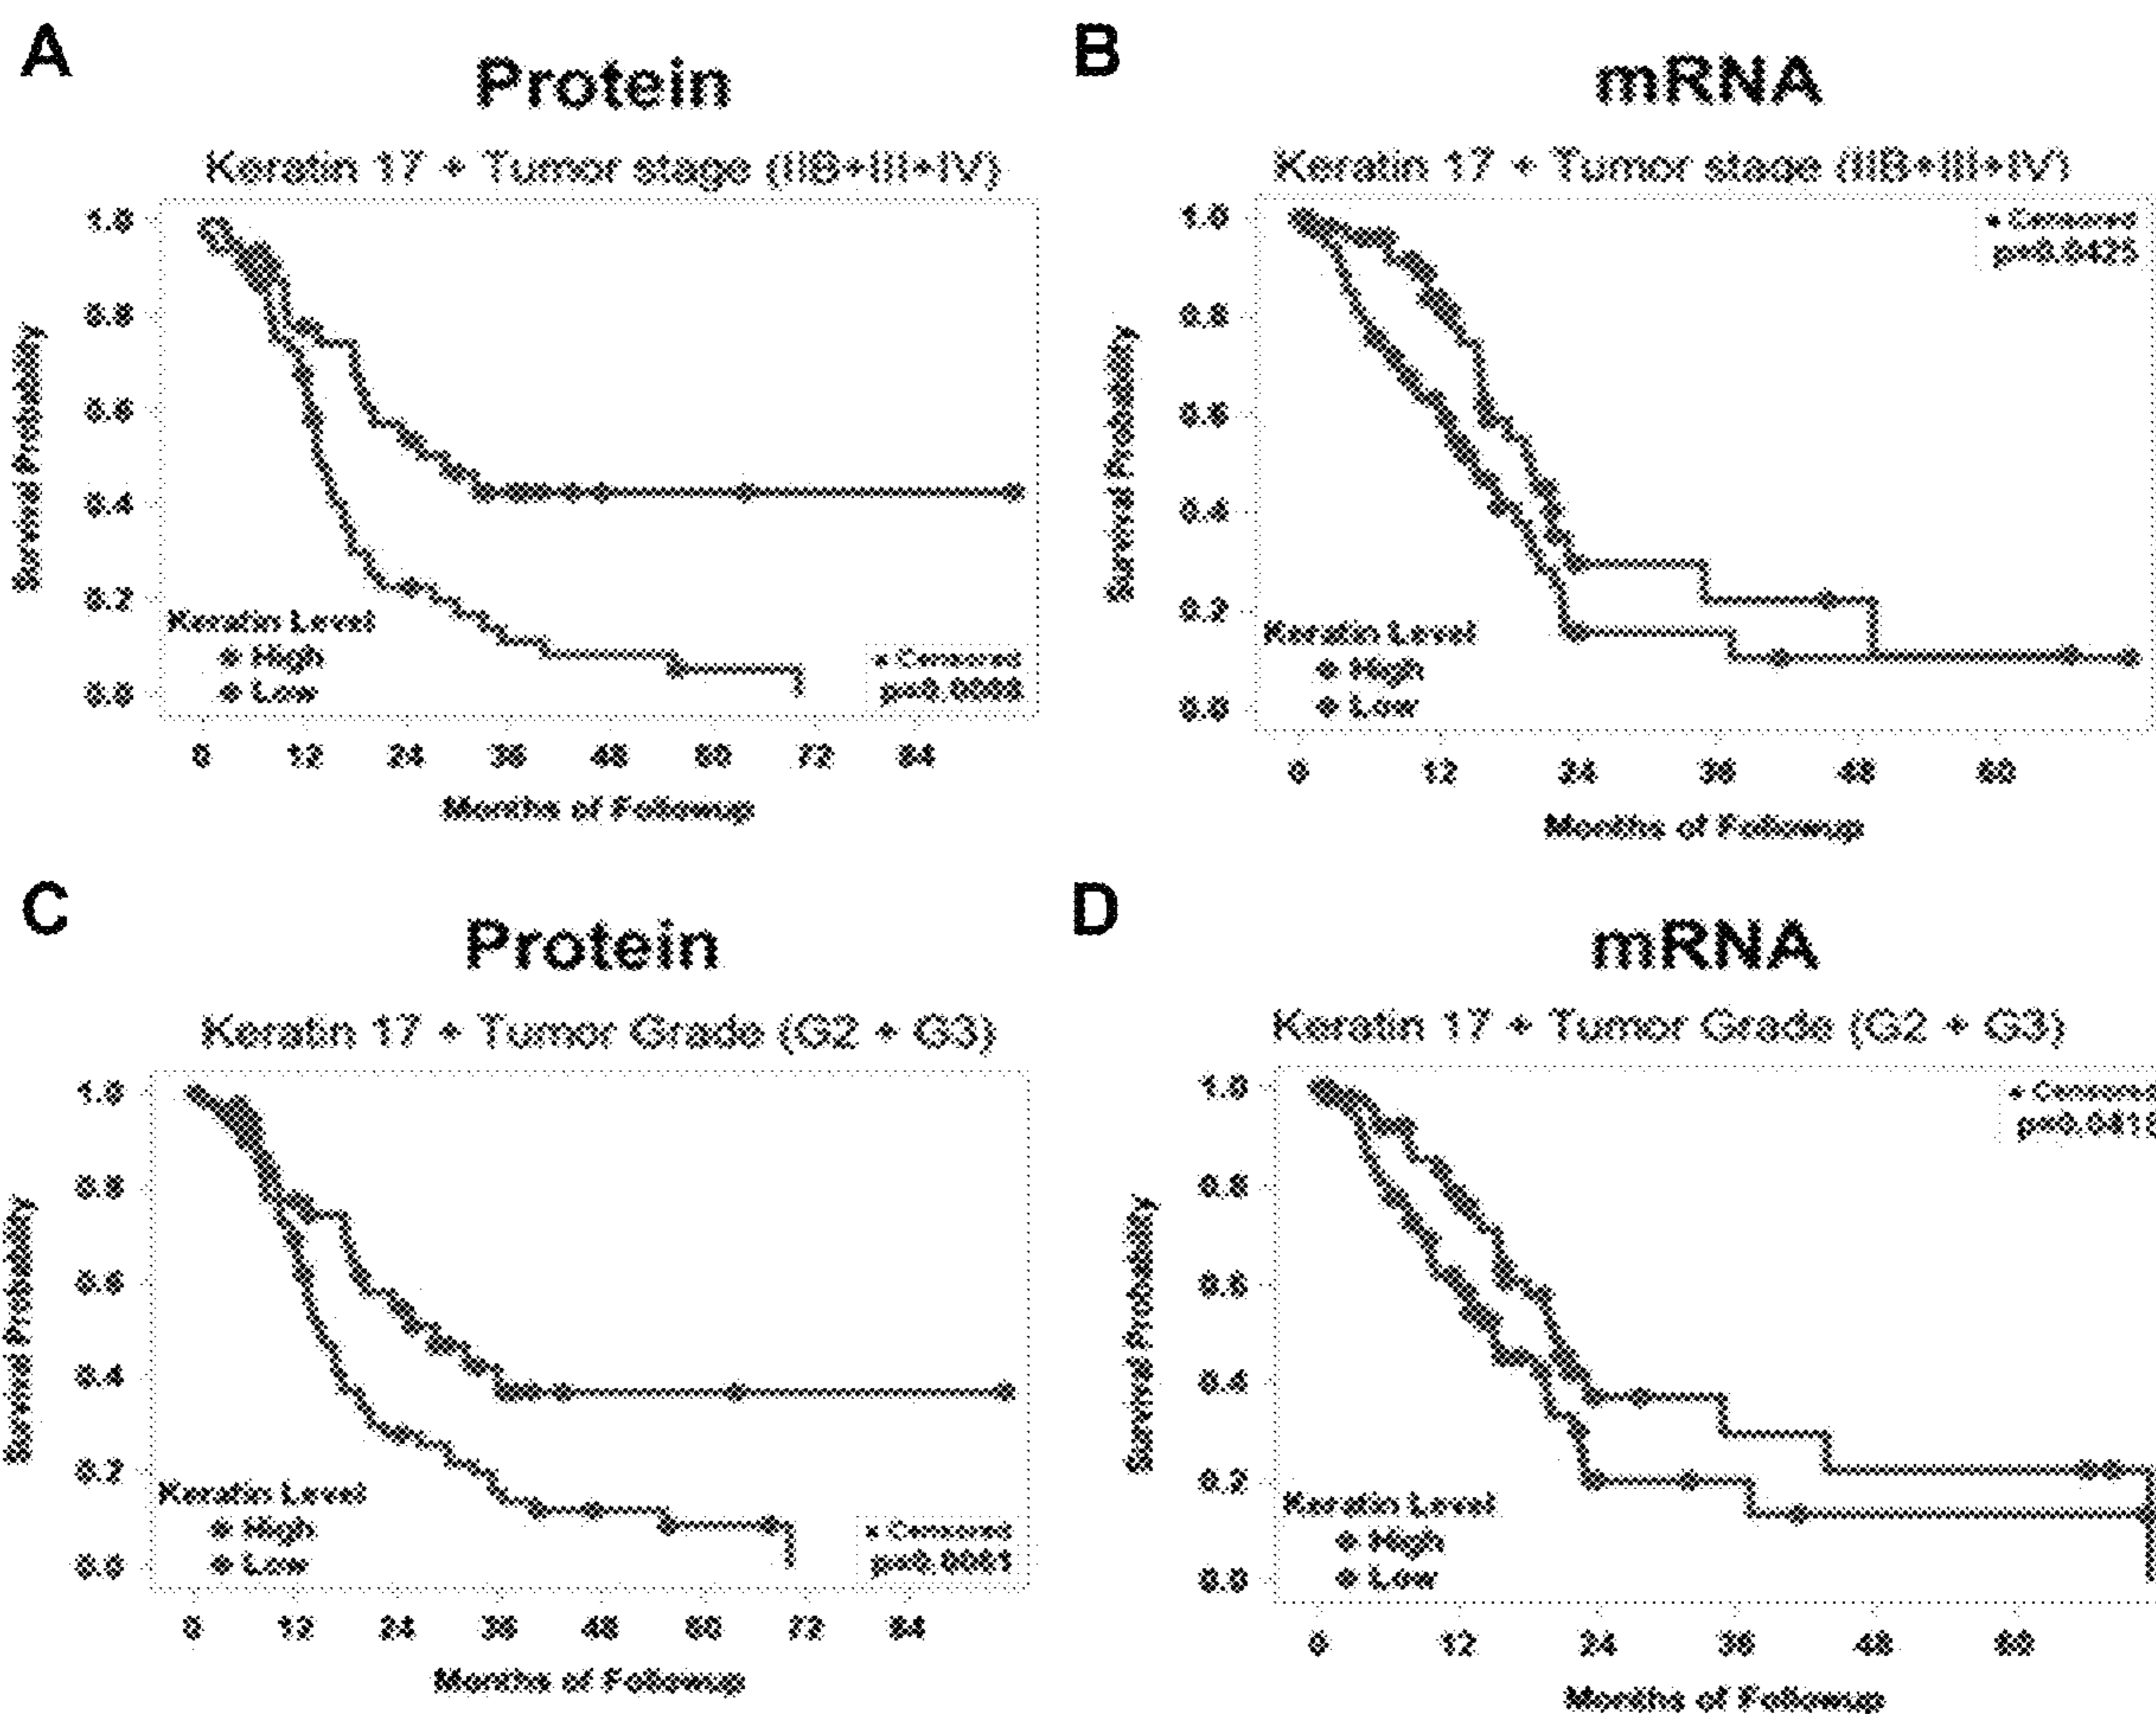 A
Protein
Keratin 17 + Tumor stage (IIB+III+IV)
Survival Probability
1.0
0.8
0.6
0.4
0.2
0.0
Keratin Level
High
Low
Censored
0 12 24 36 48 60 72 84
Months of Followup
B
mRNA
Keratin 17 + Tumor stage (IIB+III+IV)
Survival Probability
1.0
0.8
0.6
0.4
0.2
0.0
Censored
p=0.0425
Keratin Level
High
Low
0 12 24 36 48 60
Months of Followup
C
Protein
Keratin 17 + Tumor Grade (G2 + G3)
Survival Probability
1.0
0.8
0.6
0.4
0.2
0.0
Keratin Level
High
Low
Censored
p=0.0001
0 12 24 36 48 60 72 84
Months of Followup
D
mRNA
Keratin 17 + Tumor Grade (G2 + G3)
Survival Probability
1.0
0.8
0.6
0.4
0.2
0.0
Keratin Level
High
Low
0 12 24 36 48 60
Months of Followup